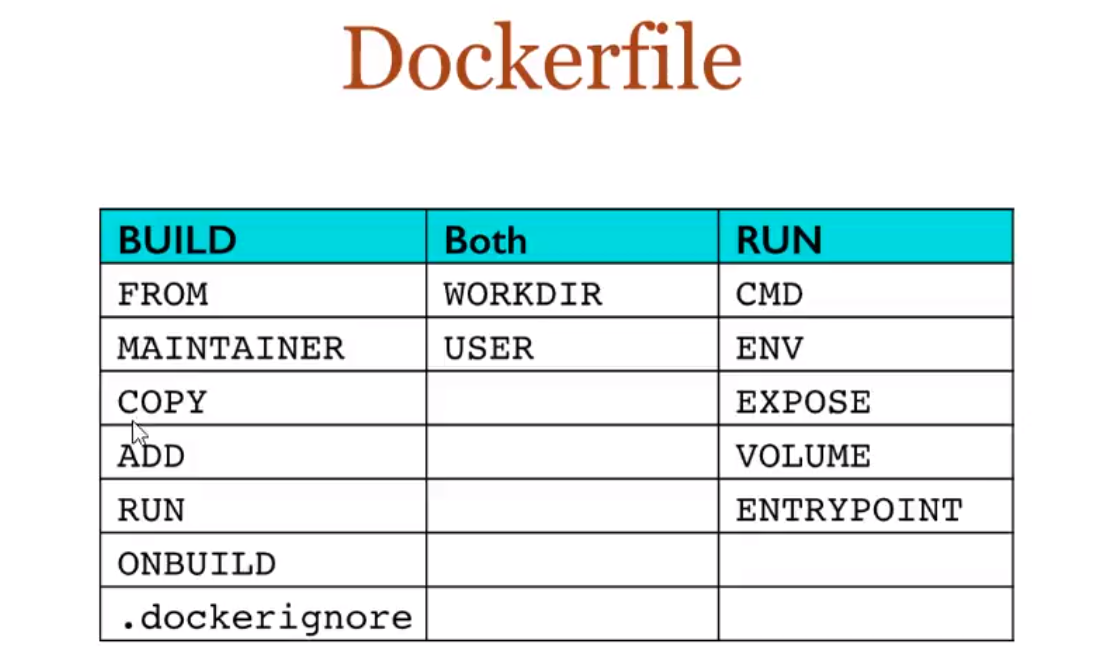 Dockerfile
BUILD Both RUN
FROM WORKDIR CMD
MAINTAINER USER ENV
COPY EXPOSE
ADD VOLUME
RUN ENTRYPOINT
ONBUILD
.dockerignore